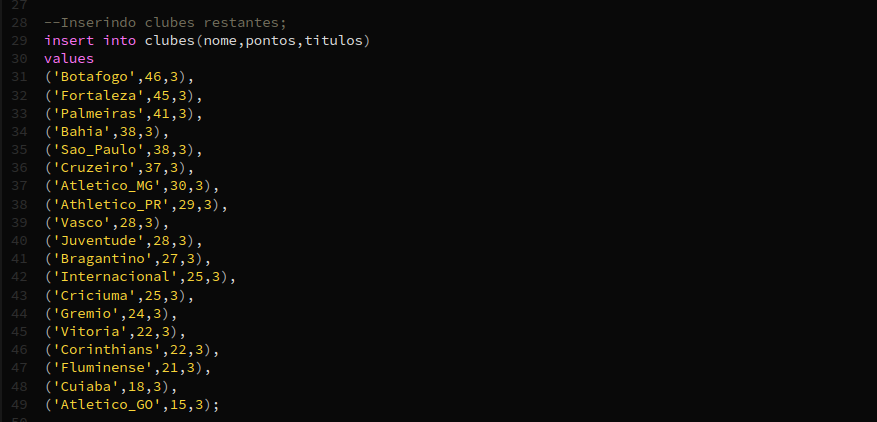 27
28 --Inserindo clubes restantes;
29 insert into clubes(nome,pontos,titulos)
30 values
31 ('Botafogo',46,3),
32 ('Fortaleza',45,3),
33 ('Palmeiras',41,3),
34 ('Bahia',38,3),
35 ('Sao_Paulo',38,3),
36 ('Cruzeiro',37,3),
37 ('Atletico_MG',30,3),
38 ('Athletico_PR',29,3),
39 ('Vasco',28,3),
40 ('Juventude',28,3),
41 ('Bragantino',27,3),
42 ('Internacional',25,3),
43 ('Criciuma',25,3),
44 ('Gremio',24,3),
45 ('Vitoria',22,3),
46 ('Corinthians',22,3),
47 ('Fluminense',21,3),
48 ('Cuiaba',18,3),
49 ('Atletico_GO',15,3);